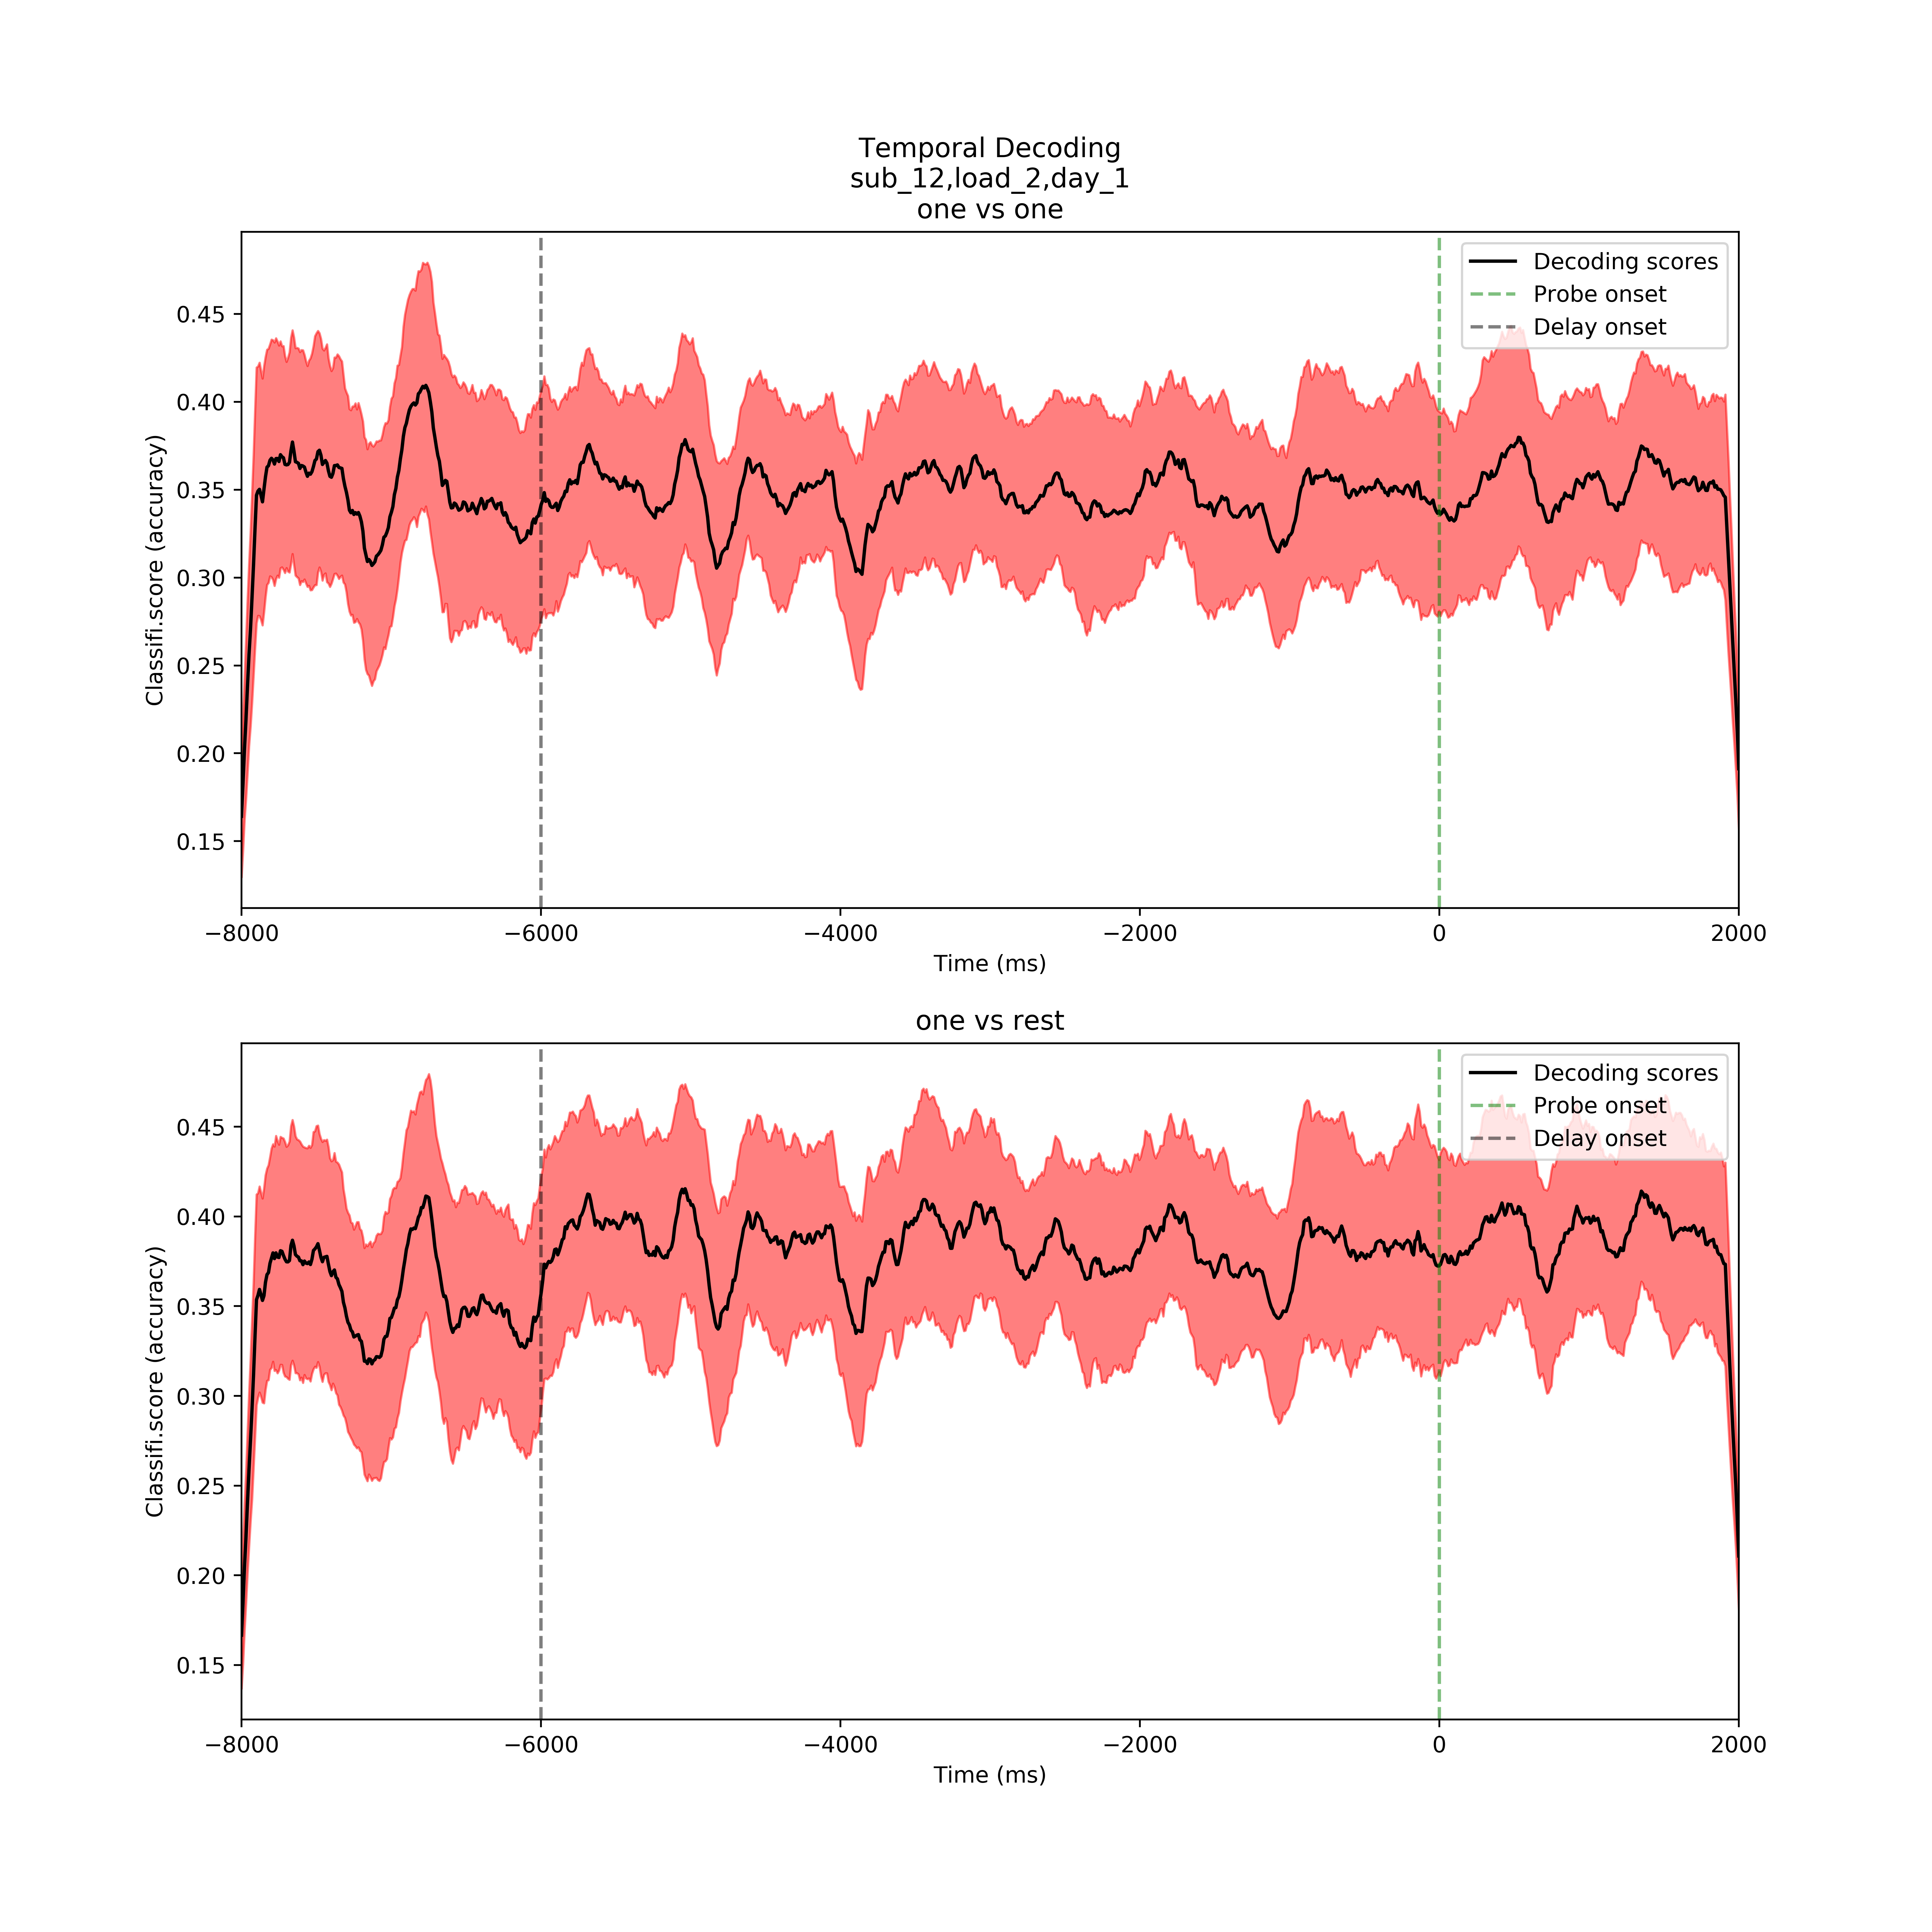 Temporal Decoding
sub_12,load_2,day_1
one vs one
Decoding scores
Probe onset
Delay onset
0.45
0.40
0.35
0.30
0.25
0.20
0.15
Classifi.score (accuracy)
−8000 −6000 −4000 −2000 0 2000
Time (ms)
one vs rest
Decoding scores
Probe onset
Delay onset
0.45
0.40
0.35
0.30
0.25
0.20
0.15
Classifi.score (accuracy)
−8000 −6000 −4000 −2000 0 2000
Time (ms)